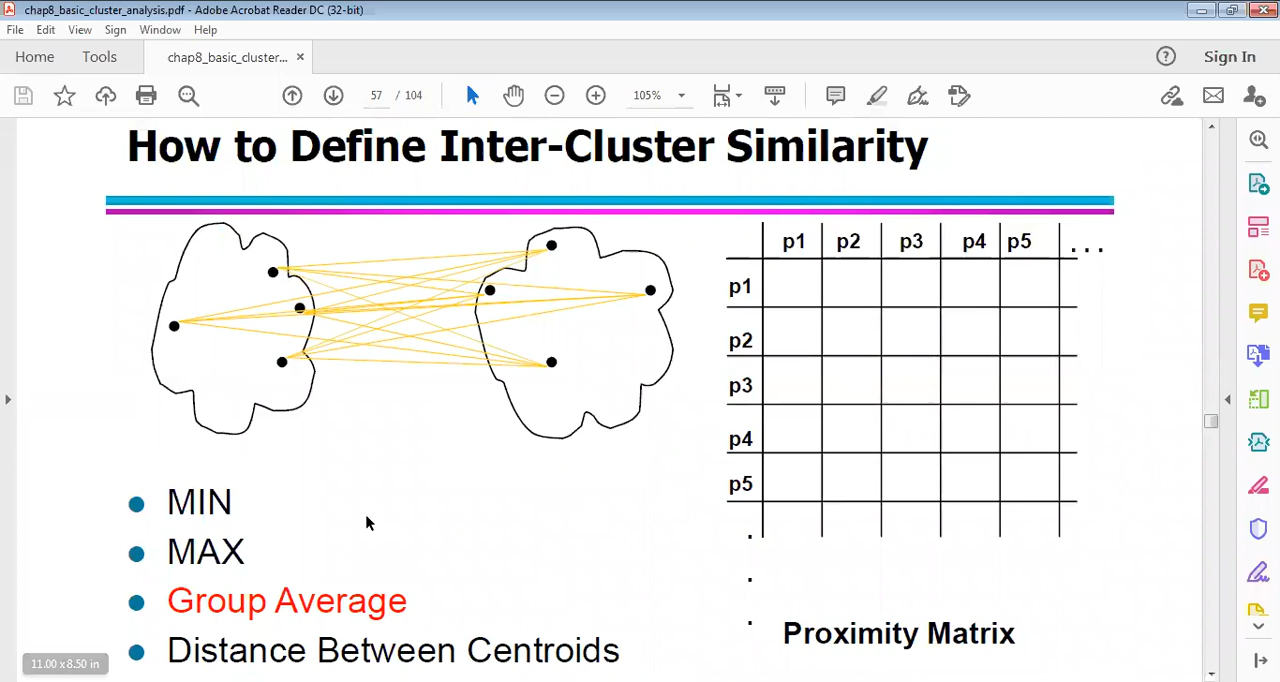 chap8_basic_cluster_analysis.pdf - Adobe Acrobat Reader DC (32-bit)
File Edit View Sign Window Help
Home Tools chap8_basic_cluster... × Sign In
57 / 104 105%
How to Define Inter-Cluster Similarity
p1 p2 p3 p4 p5 . . .
p1
p2
p3
p4
p5
.
.
.
MIN
MAX
Group Average
Distance Between Centroids
Proximity Matrix
11.00 x 8.50 in